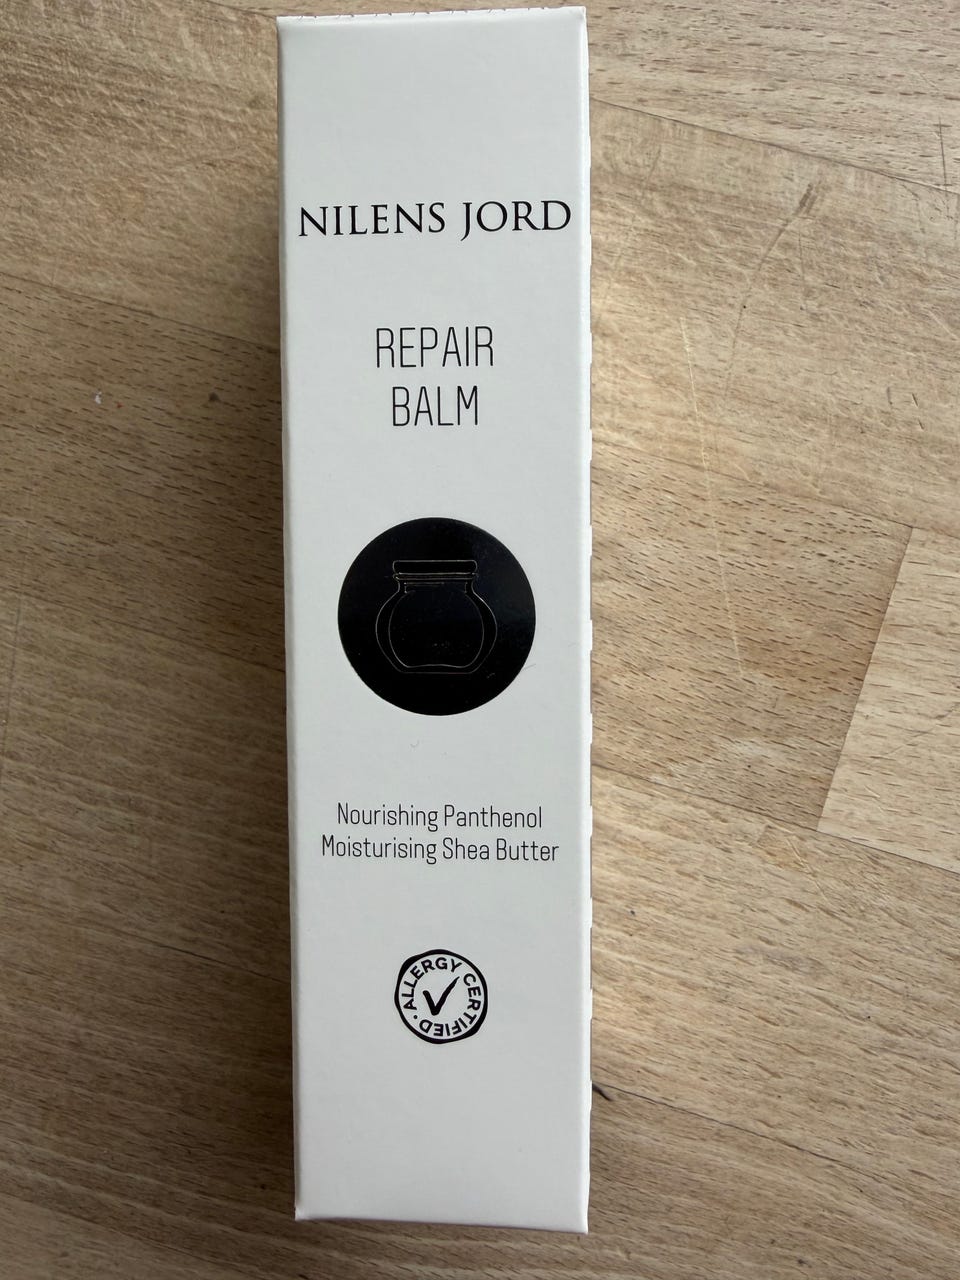 NILENS JORD
REPAIR
BALM
Nourishing Panthenol
Moisturising Shea Butter
ALLERGY CERTIFIED